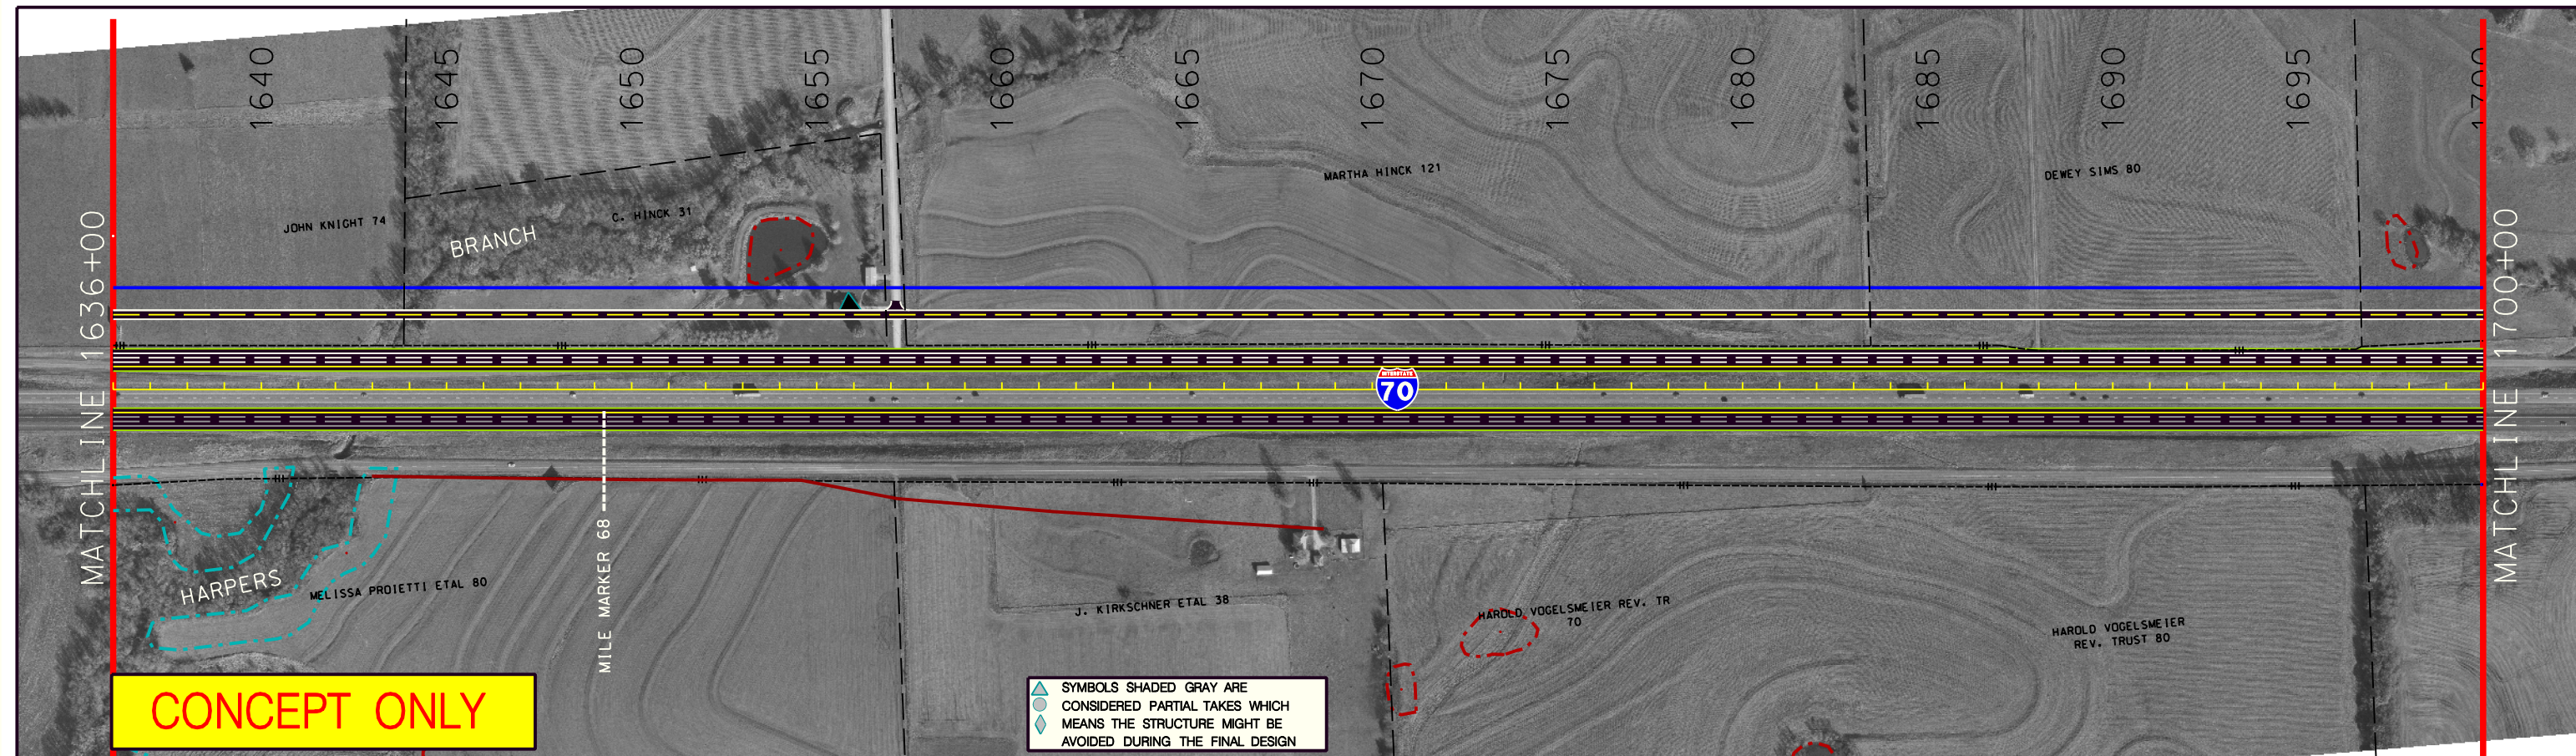 1640
1645
1650
1655
1660
1665
1670
1675
1680
1685
1690
1695
1700
MARTHA HINCK 121
DEWEY SIMS 80
JOHN KNIGHT 74
C. HINCK 31
BRANCH
MATCHLINE 1636+00
MATCHLINE 1700+00
INTERSTATE
70
MILE MARKER 68
HARPERS
MELISSA PROIETTI ETAL 80
J. KIRKSCHNER ETAL 38
HAROLD VOGELSMEIER REV. TR
70
HAROLD VOGELSMEIER
REV. TRUST 80
CONCEPT ONLY
SYMBOLS SHADED GRAY ARE
CONSIDERED PARTIAL TAKES WHICH
MEANS THE STRUCTURE MIGHT BE
AVOIDED DURING THE FINAL DESIGN